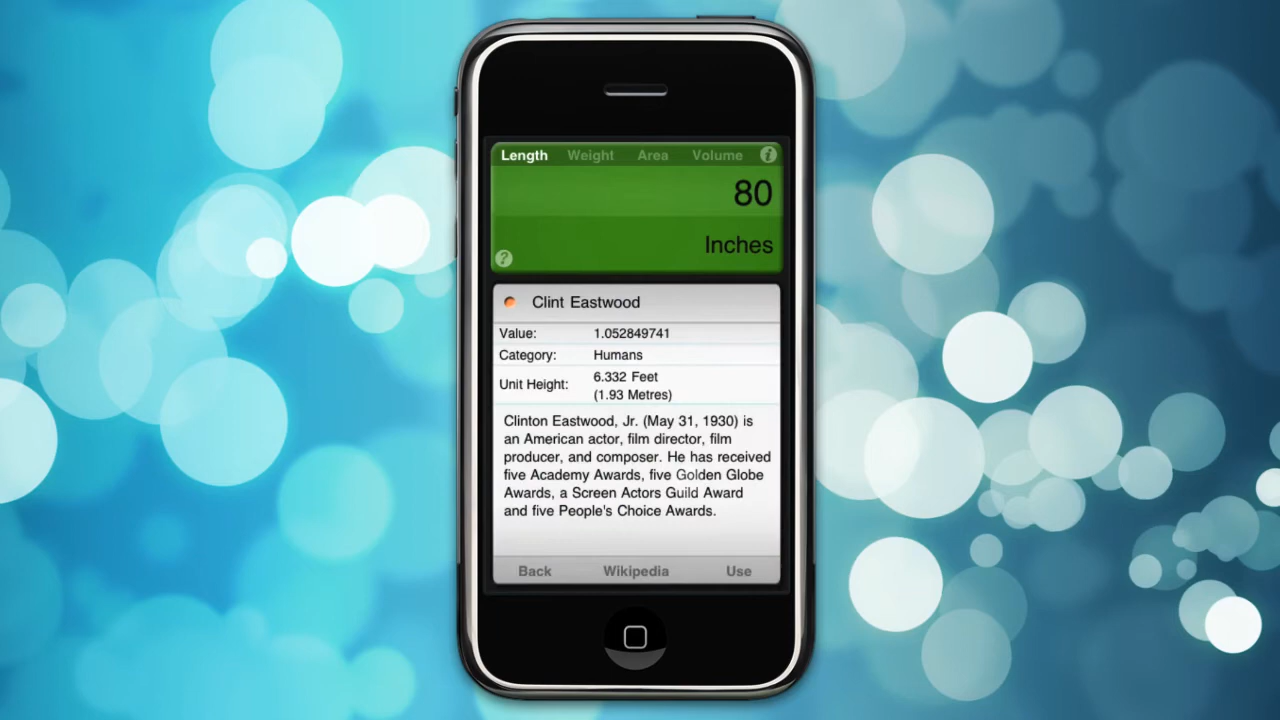 Length Weight Area Volume i
80
Inches
?
Clint Eastwood
Value: 1.052849741
Category: Humans
Unit Height: 6.332 Feet
(1.93 Metres)
Clinton Eastwood, Jr. (May 31, 1930) is
an American actor, film director, film
producer, and composer. He has received
five Academy Awards, five Golden Globe
Awards, a Screen Actors Guild Award
and five People's Choice Awards.
Back Wikipedia Use